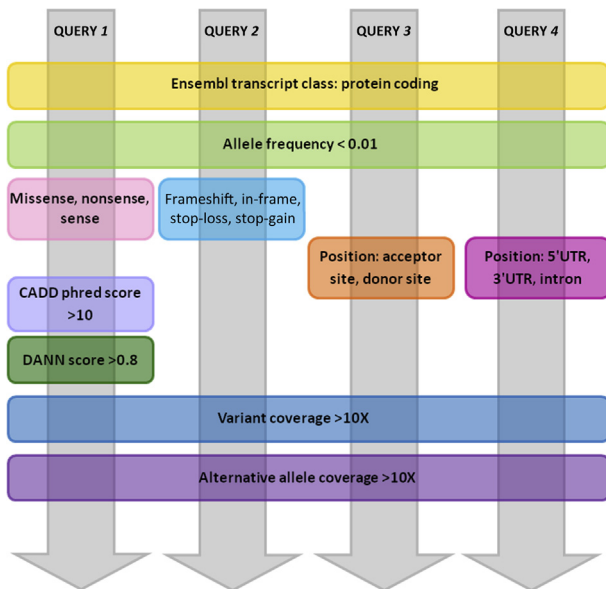 QUERY 1
QUERY 2
QUERY 3
QUERY 4
Ensembl transcript class: protein coding
Allele frequency < 0.01
Missense, nonsense,
sense
Frameshift, in-frame,
stop-loss, stop-gain
Position: acceptor
site, donor site
Position: 5'UTR,
3'UTR, intron
CADD phred score
>10
DANN score >0.8
Variant coverage >10X
Alternative allele coverage >10X